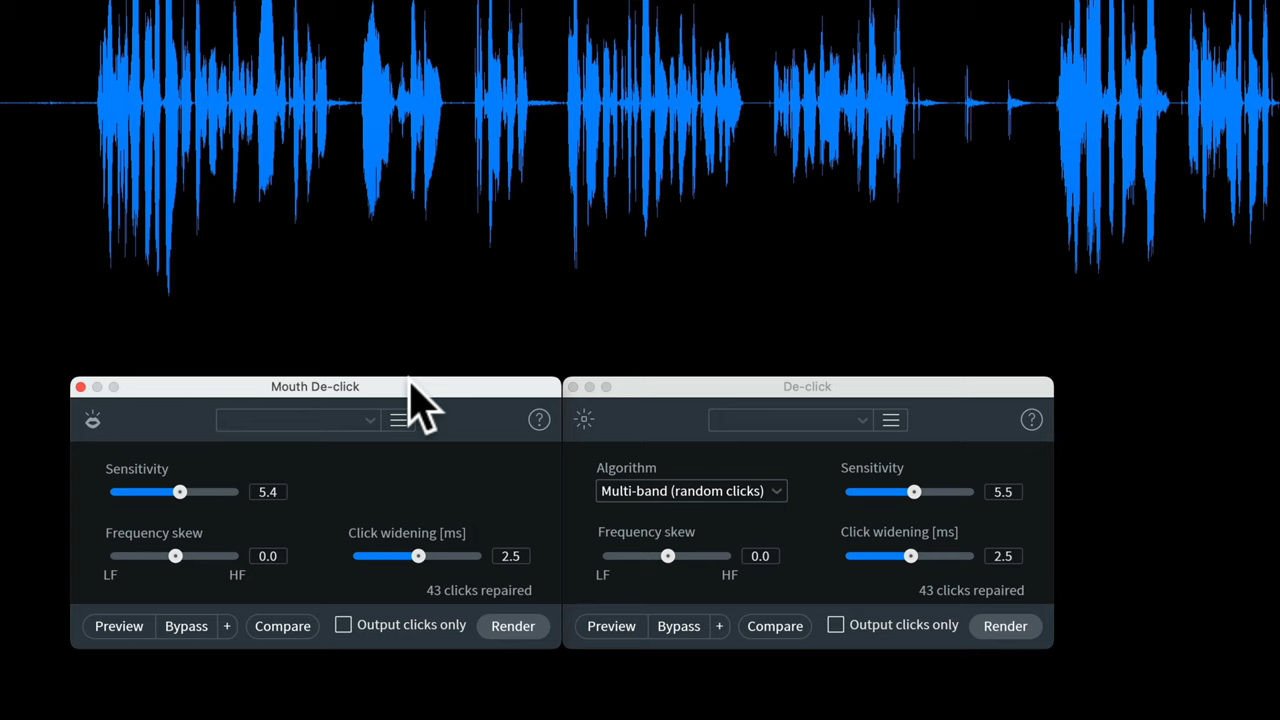 Mouth De-click
Sensitivity
5.4
Frequency skew
0.0
LF HF
Click widening [ms]
2.5
43 clicks repaired
Preview Bypass + Compare Output clicks only Render
De-click
Algorithm
Multi-band (random clicks)
Sensitivity
5.5
Frequency skew
0.0
LF HF
Click widening [ms]
2.5
43 clicks repaired
Preview Bypass + Compare Output clicks only Render